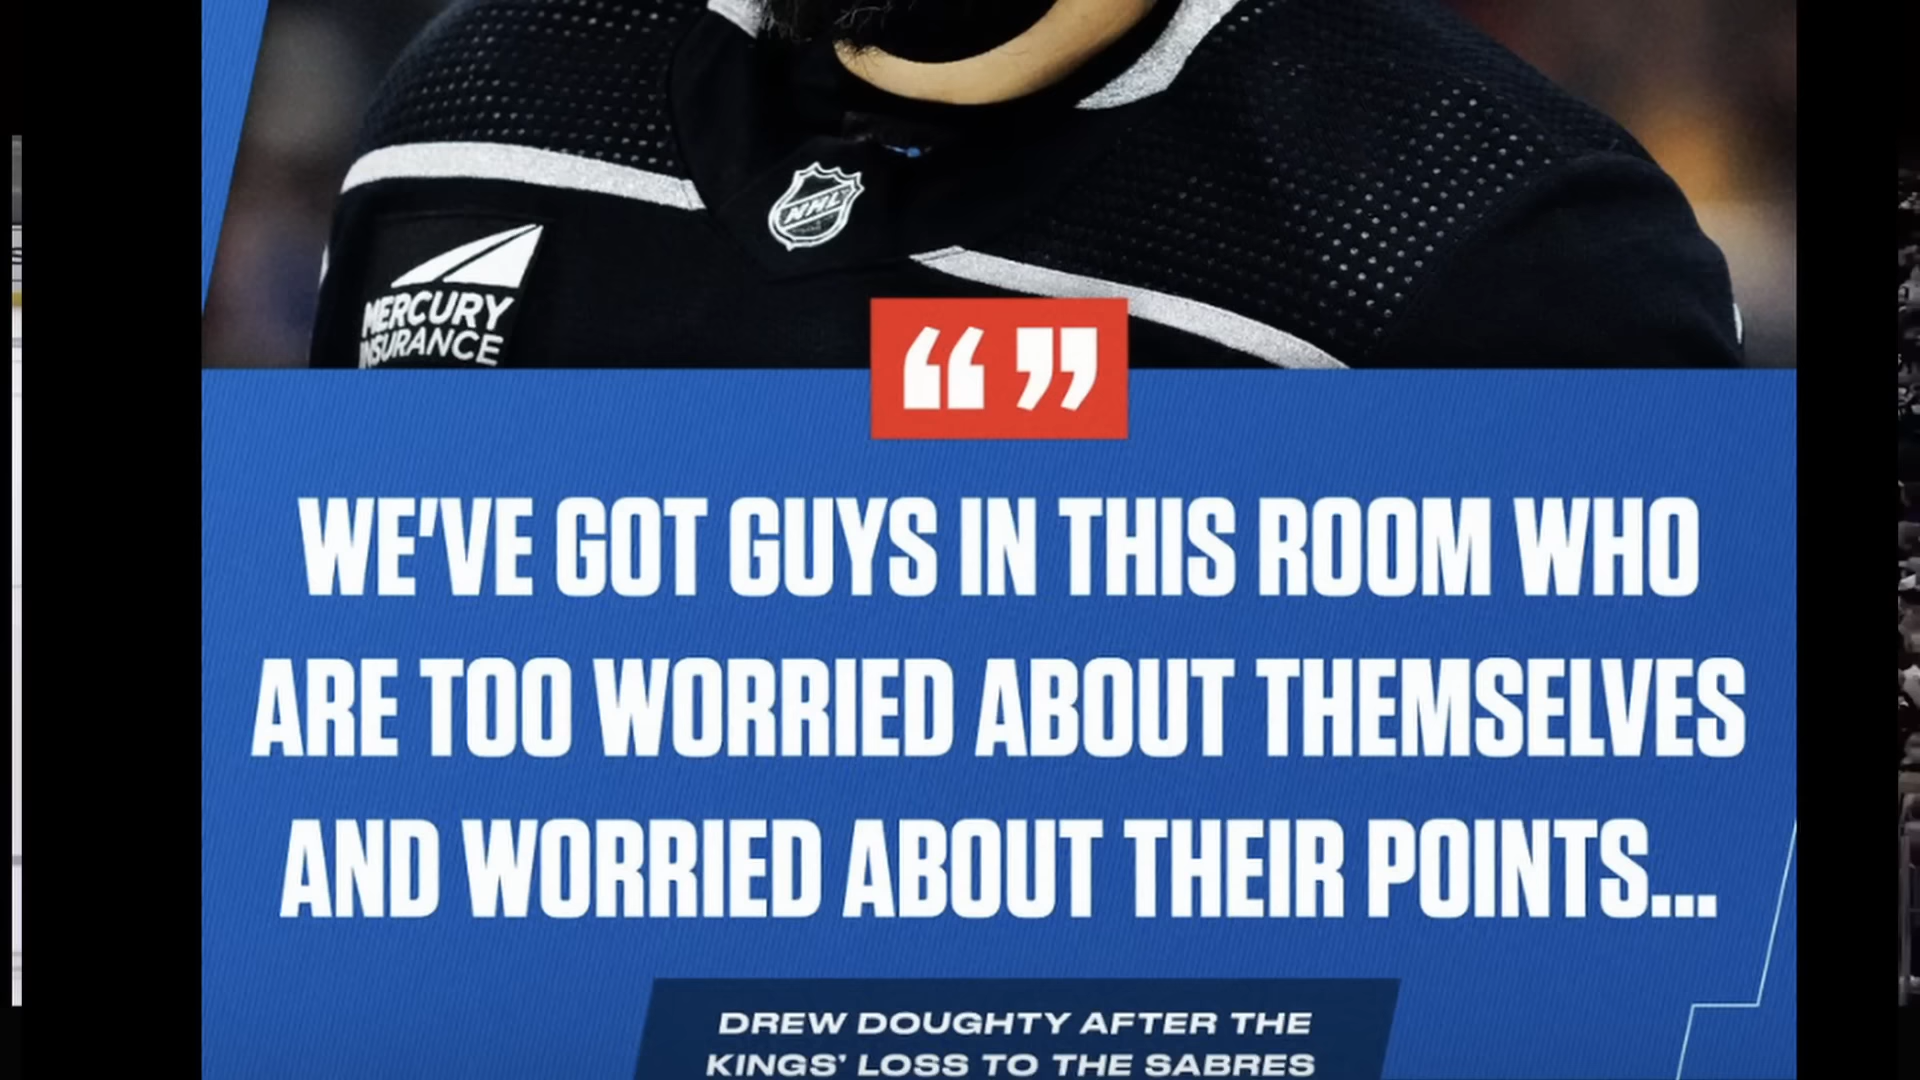 NHL
MERCURY
INSURANCE
“ ”
WE'VE GOT GUYS IN THIS ROOM WHO
ARE TOO WORRIED ABOUT THEMSELVES
AND WORRIED ABOUT THEIR POINTS...
DREW DOUGHTY AFTER THE
KINGS' LOSS TO THE SABRES